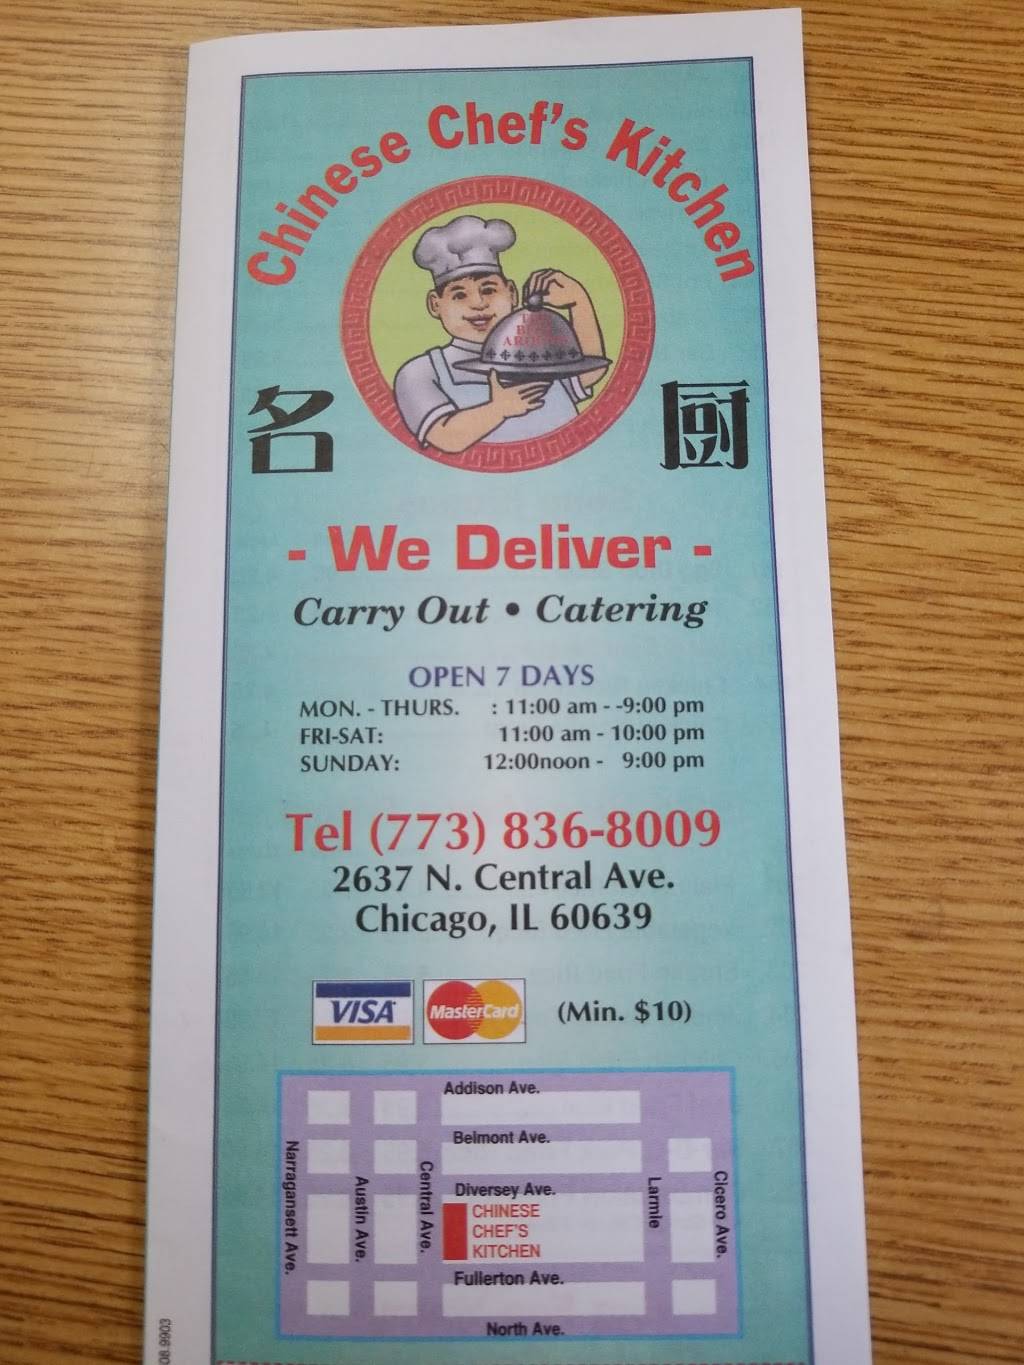 Chinese Chef's Kitchen
AROUND
名 厨
- We Deliver -
Carry Out • Catering
OPEN 7 DAYS
MON. - THURS. : 11:00 am - -9:00 pm
FRI-SAT: 11:00 am - 10:00 pm
SUNDAY: 12:00noon - 9:00 pm
Tel (773) 836-8009
2637 N. Central Ave.
Chicago, IL 60639
VISA MasterCard (Min. $10)
Addison Ave.
Belmont Ave.
Diversey Ave.
CHINESE
CHEF'S
KITCHEN
Fullerton Ave.
North Ave.
Narragansett Ave.
Austin Ave.
Central Ave.
Larmie
Cicero Ave.